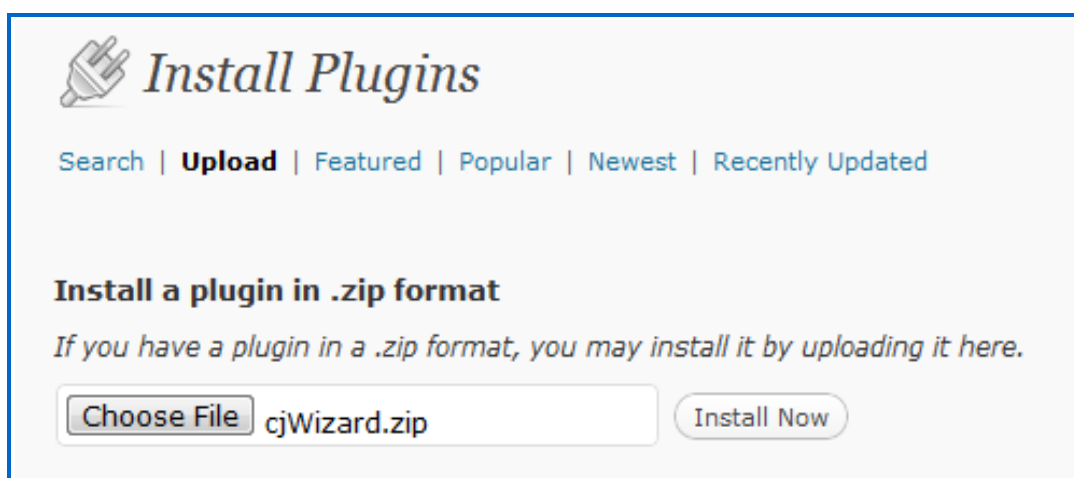 Install Plugins
Search | Upload | Featured | Popular | Newest | Recently Updated
Install a plugin in .zip format
If you have a plugin in a .zip format, you may install it by uploading it here.
Choose File cjWizard.zip Install Now